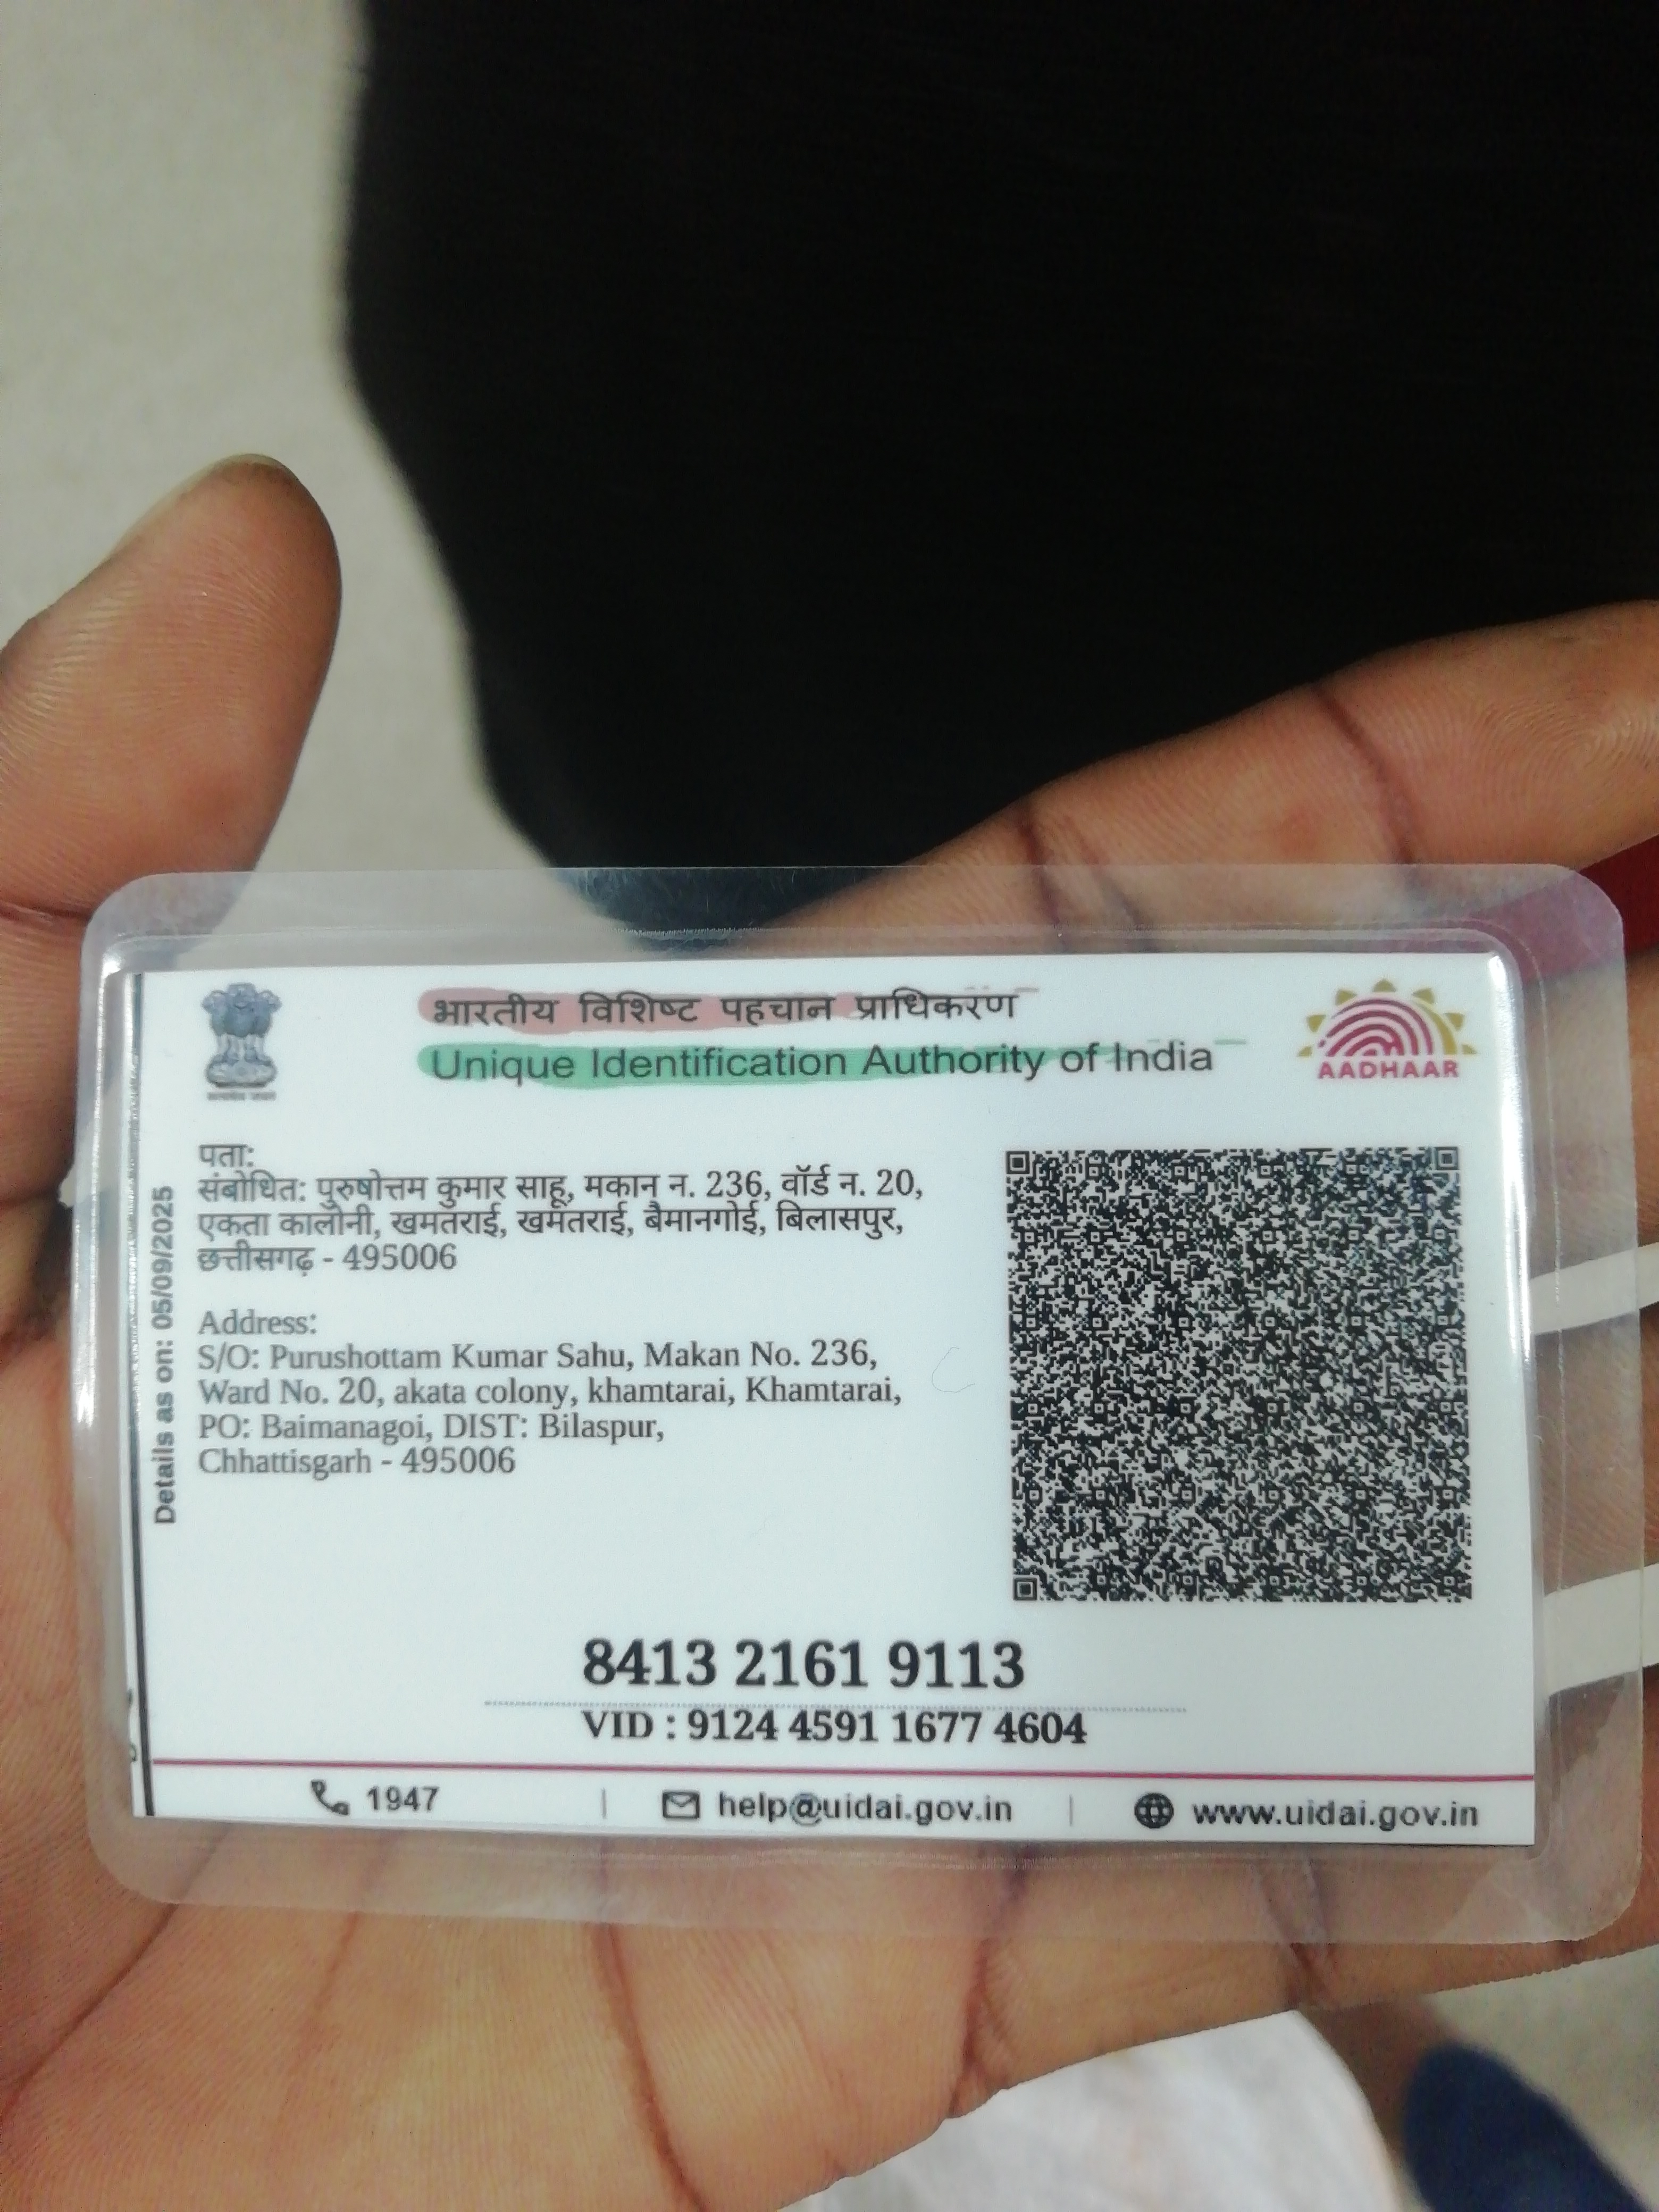 भारतीय विशिष्ट पहचान प्राधिकरण
Unique Identification Authority of India
AADHAAR
Details as on: 05/09/2025
पता:
संबोधित: पुरुषोत्तम कुमार साहू, मकान न. 236, वॉर्ड न. 20,
एकता कालोनी, खमतराई, खमतराई, बैमानगोई, बिलासपुर,
छत्तीसगढ़ - 495006
Address:
S/O: Purushottam Kumar Sahu, Makan No. 236,
Ward No. 20, akata colony, khamtarai, Khamtarai,
PO: Baimanagoi, DIST: Bilaspur,
Chhattisgarh - 495006
8413 2161 9113
VID : 9124 4591 1677 4604
1947 | help@uidai.gov.in | www.uidai.gov.in